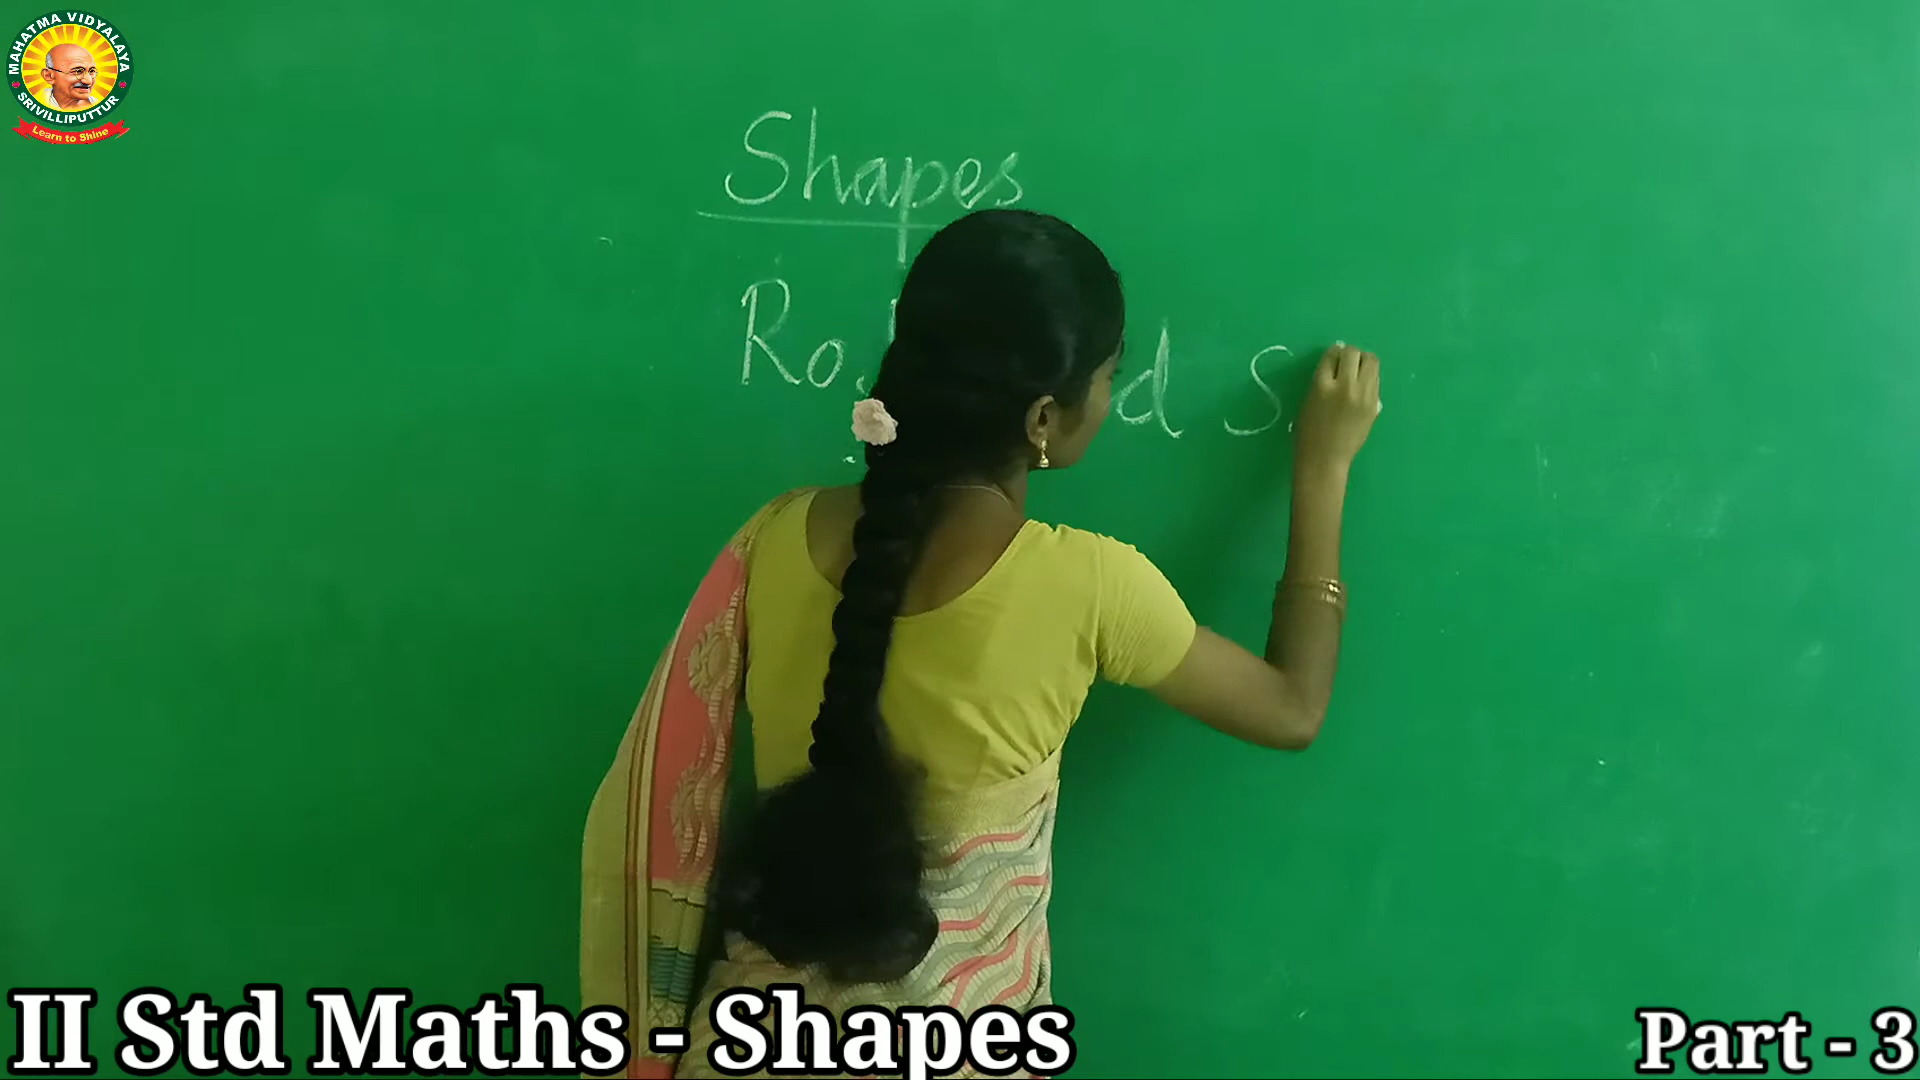 MAHATMA VIDYALAYA
SRIVILLIPUTTUR
Learn to Shine
Shapes
II Std Maths - Shapes
Part - 3